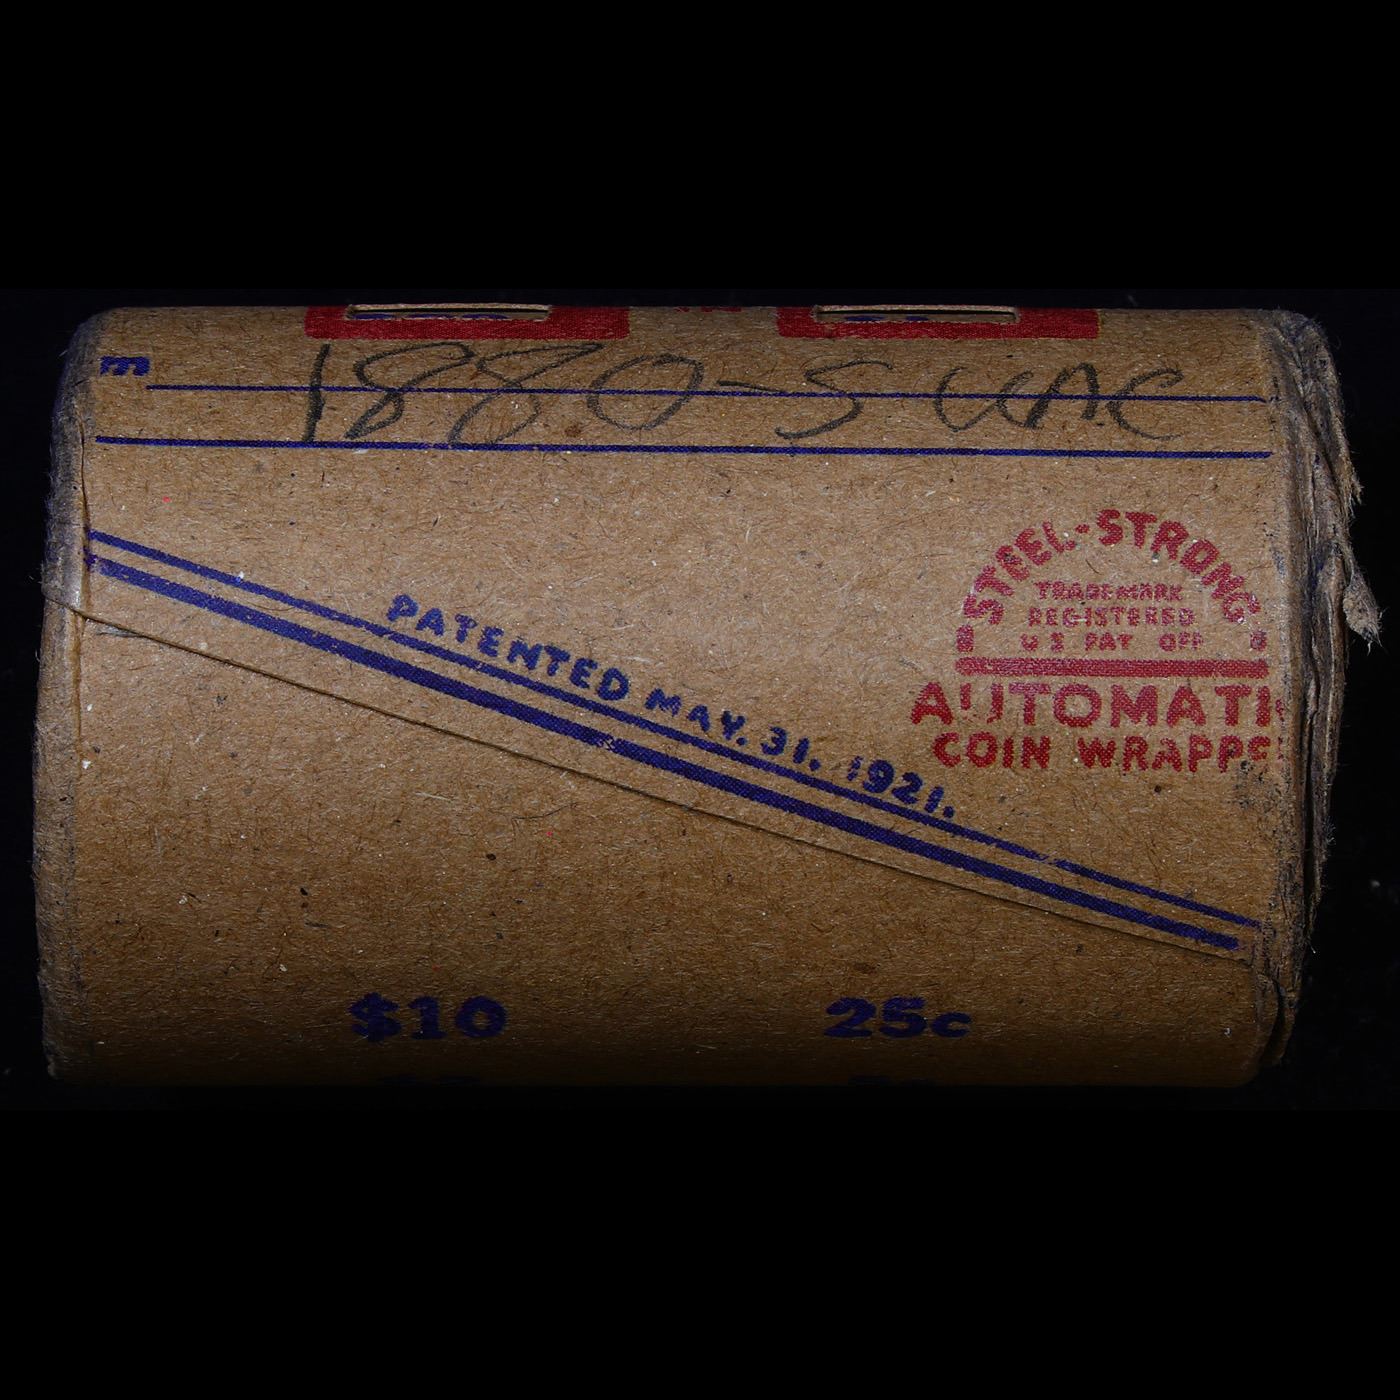 1880-S UNC
STEEL-STRONG
TRADEMARK
REGISTERED
U S PAT OFF
AUTOMATI
COIN WRAPPE
PATENTED MAY. 31. 1921.
$10 25c